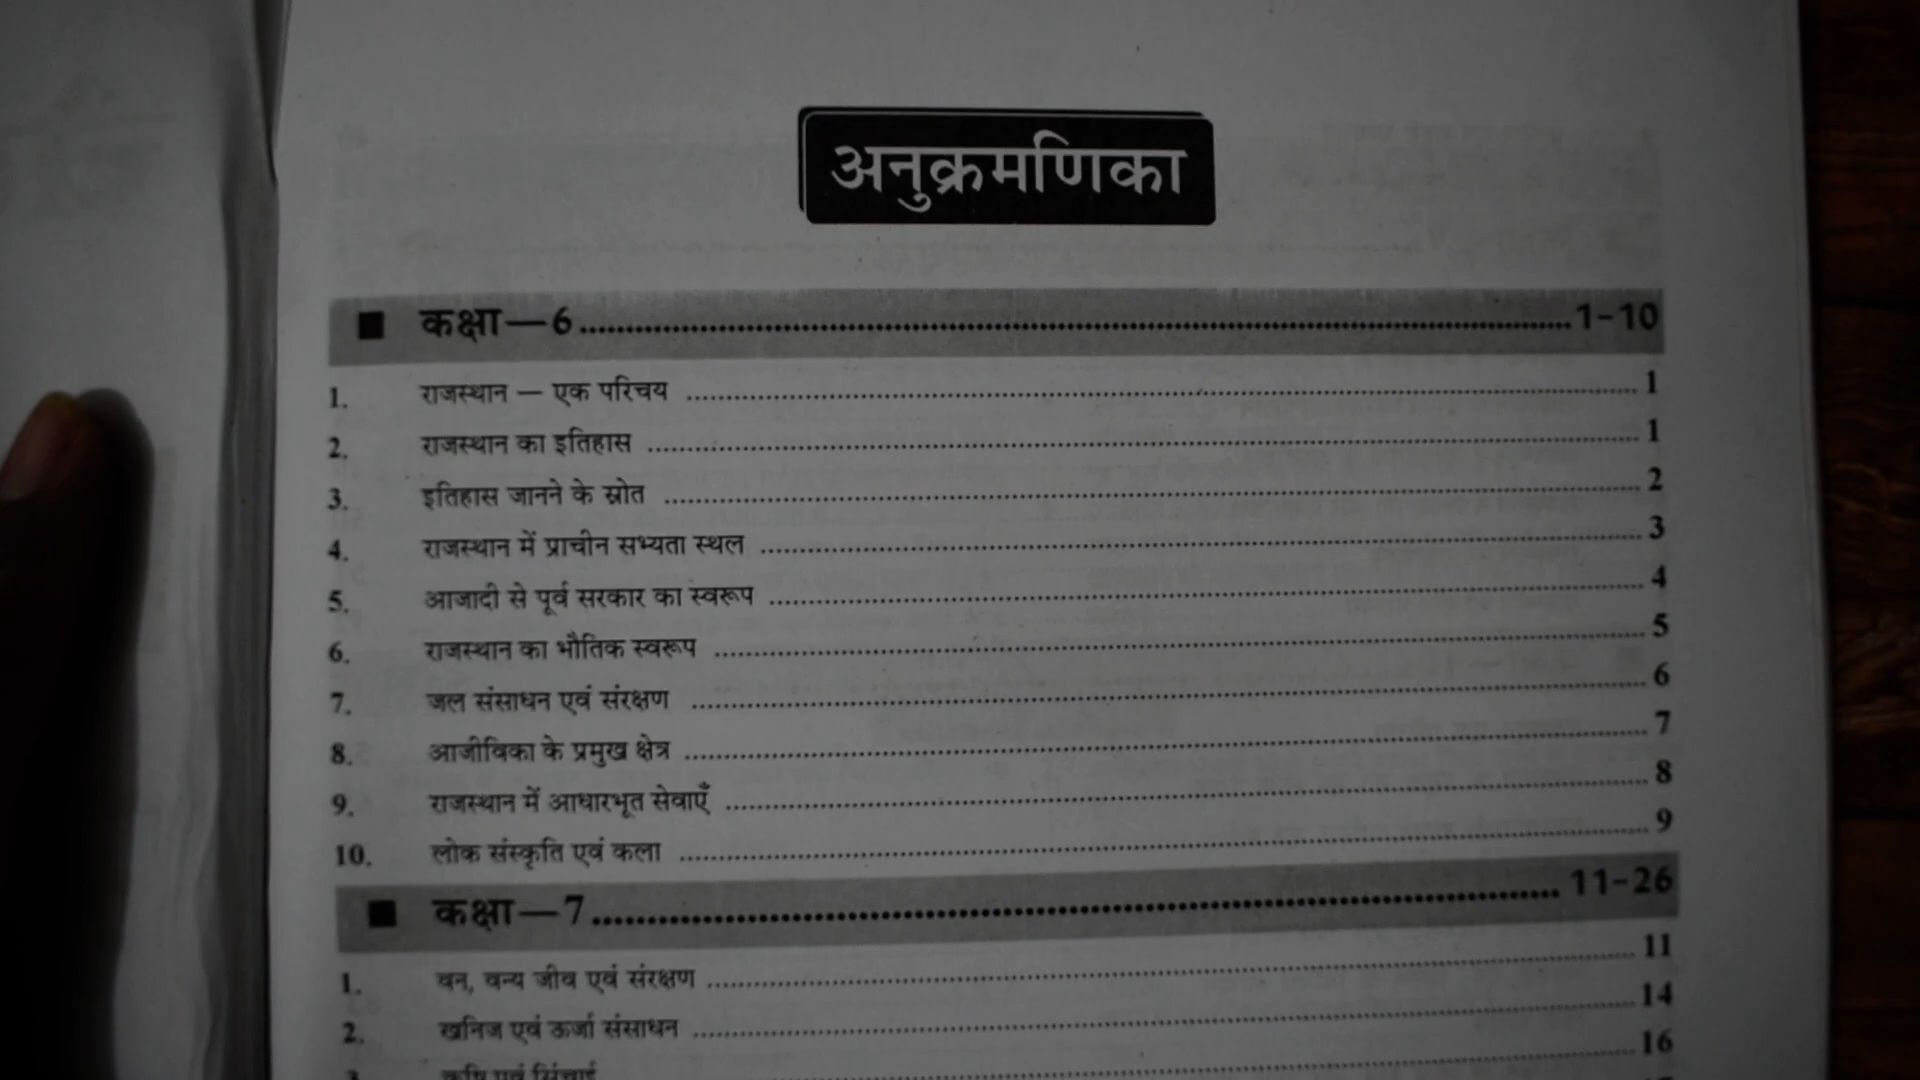 अनुक्रमणिका
■ कक्षा—6 1-10
1. राजस्थान — एक परिचय 1
2. राजस्थान का इतिहास 1
3. इतिहास जानने के स्रोत 2
4. राजस्थान में प्राचीन सभ्यता स्थल 3
5. आजादी से पूर्व सरकार का स्वरूप 4
6. राजस्थान का भौतिक स्वरूप 5
7. जल संसाधन एवं संरक्षण 6
8. आजीविका के प्रमुख क्षेत्र 7
9. राजस्थान में आधारभूत सेवाएँ 8
10. लोक संस्कृति एवं कला 9
■ कक्षा—7 11-26
1. वन, वन्य जीव एवं संरक्षण 11
2. खनिज एवं ऊर्जा संसाधन 14
3. कृषि एवं सिंचाई 16